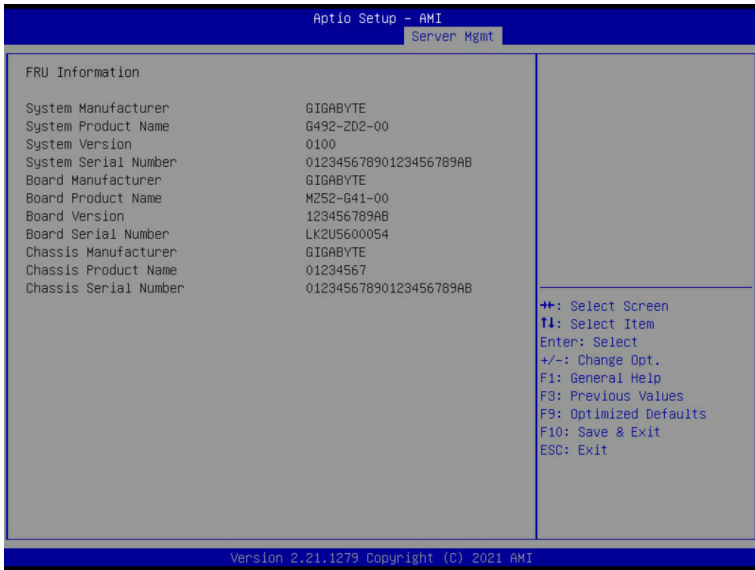 Aptio Setup – AMI
Server Mgmt
FRU Information
System Manufacturer GIGABYTE
System Product Name G492-ZD2-00
System Version 0100
System Serial Number 01234567890123456789AB
Board Manufacturer GIGABYTE
Board Product Name MZ52-G41-00
Board Version 123456789AB
Board Serial Number LK2U5600054
Chassis Manufacturer GIGABYTE
Chassis Product Name 01234567
Chassis Serial Number 01234567890123456789AB
→←: Select Screen
↑↓: Select Item
Enter: Select
+/-: Change Opt.
F1: General Help
F3: Previous Values
F9: Optimized Defaults
F10: Save & Exit
ESC: Exit
Version 2.21.1279 Copyright (C) 2021 AMI